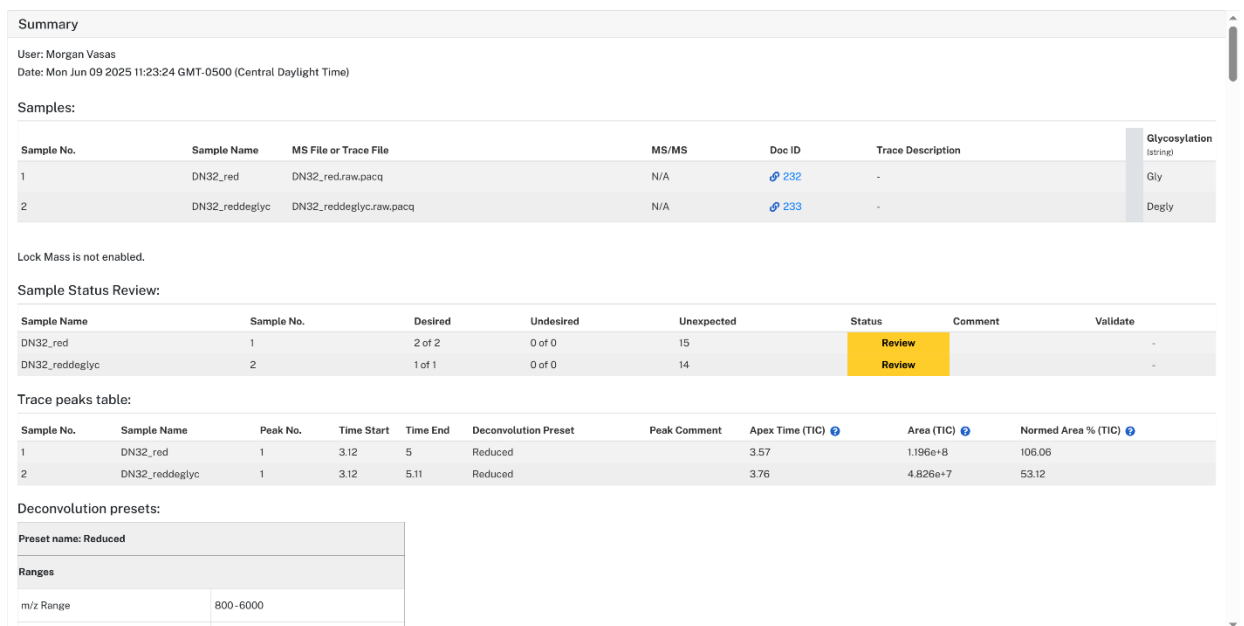 Summary
User: Morgan Vasas
Date: Mon Jun 09 2025 11:23:24 GMT-0500 (Central Daylight Time)
Samples:
Sample No. Sample Name MS File or Trace File MS/MS Doc ID Trace Description Glycosylation (string)
1 DN32_red DN32_red.raw.pacq N/A 232 - Gly
2 DN32_reddeglyc DN32_reddeglyc.raw.pacq N/A 233 - Degly
Lock Mass is not enabled.
Sample Status Review:
Sample Name Sample No. Desired Undesired Unexpected Status Comment Validate
DN32_red 1 2 of 2 0 of 0 15 Review -
DN32_reddeglyc 2 1 of 1 0 of 0 14 Review -
Trace peaks table:
Sample No. Sample Name Peak No. Time Start Time End Deconvolution Preset Peak Comment Apex Time (TIC) ? Area (TIC) ? Normed Area % (TIC) ?
1 DN32_red 1 3.12 5 Reduced 3.57 1.196e+8 106.06
2 DN32_reddeglyc 1 3.12 5.11 Reduced 3.76 4.826e+7 53.12
Deconvolution presets:
Preset name: Reduced
Ranges
m/z Range 800-6000